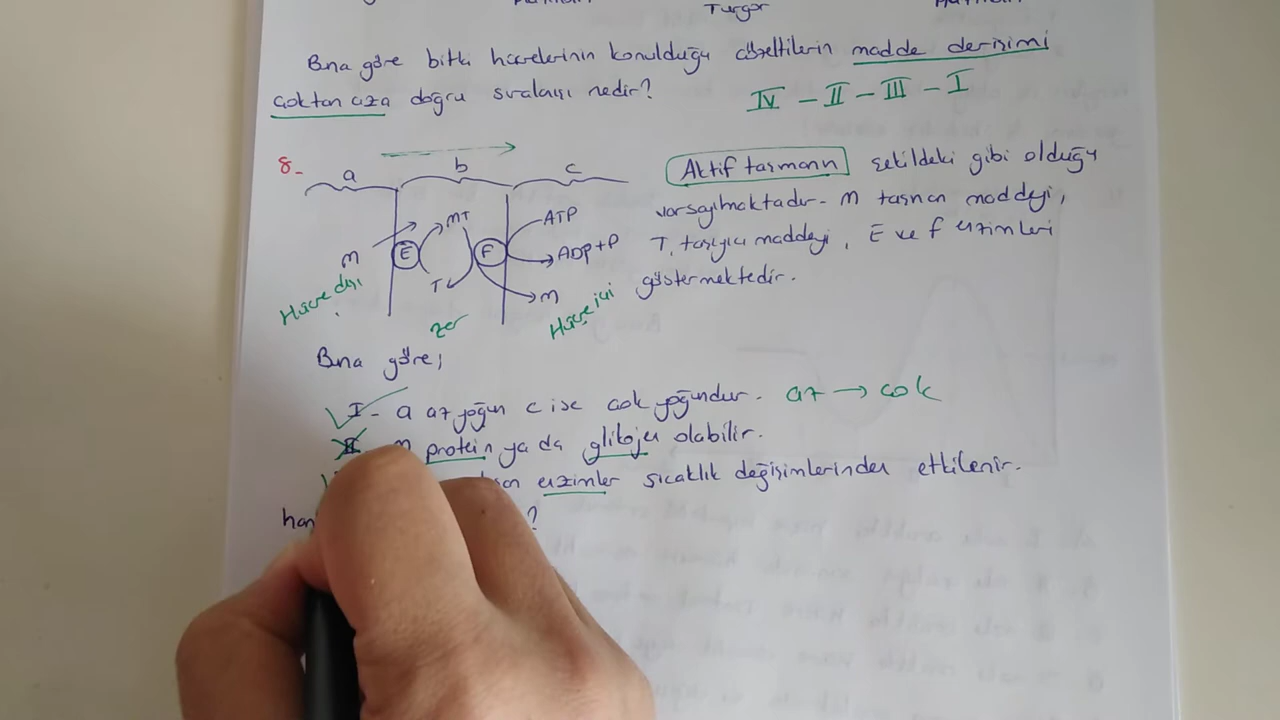 Turgor
Buna göre bitki hücrelerinin konulduğu çözeltilerin madde derişimi
çoktan aza doğru sıralanışı nedir?
IV - II - III - I
8-
a b c
Aktif taşımanın şekildeki gibi olduğu
varsayılmaktadır - M taşınan maddeyi,
T, taşıyıcı maddeyi, E ve f enzimleri
göstermektedir.
M E MT T F ATP
ADP+P
M
Hücre dışı
zar
Hücre içi
Buna göre;
I- a az yoğun c ise çok yoğundur. az → çok
II protein ya da glikojen olabilir.
enzimler sıcaklık değişimlerinden etkilenir.
?